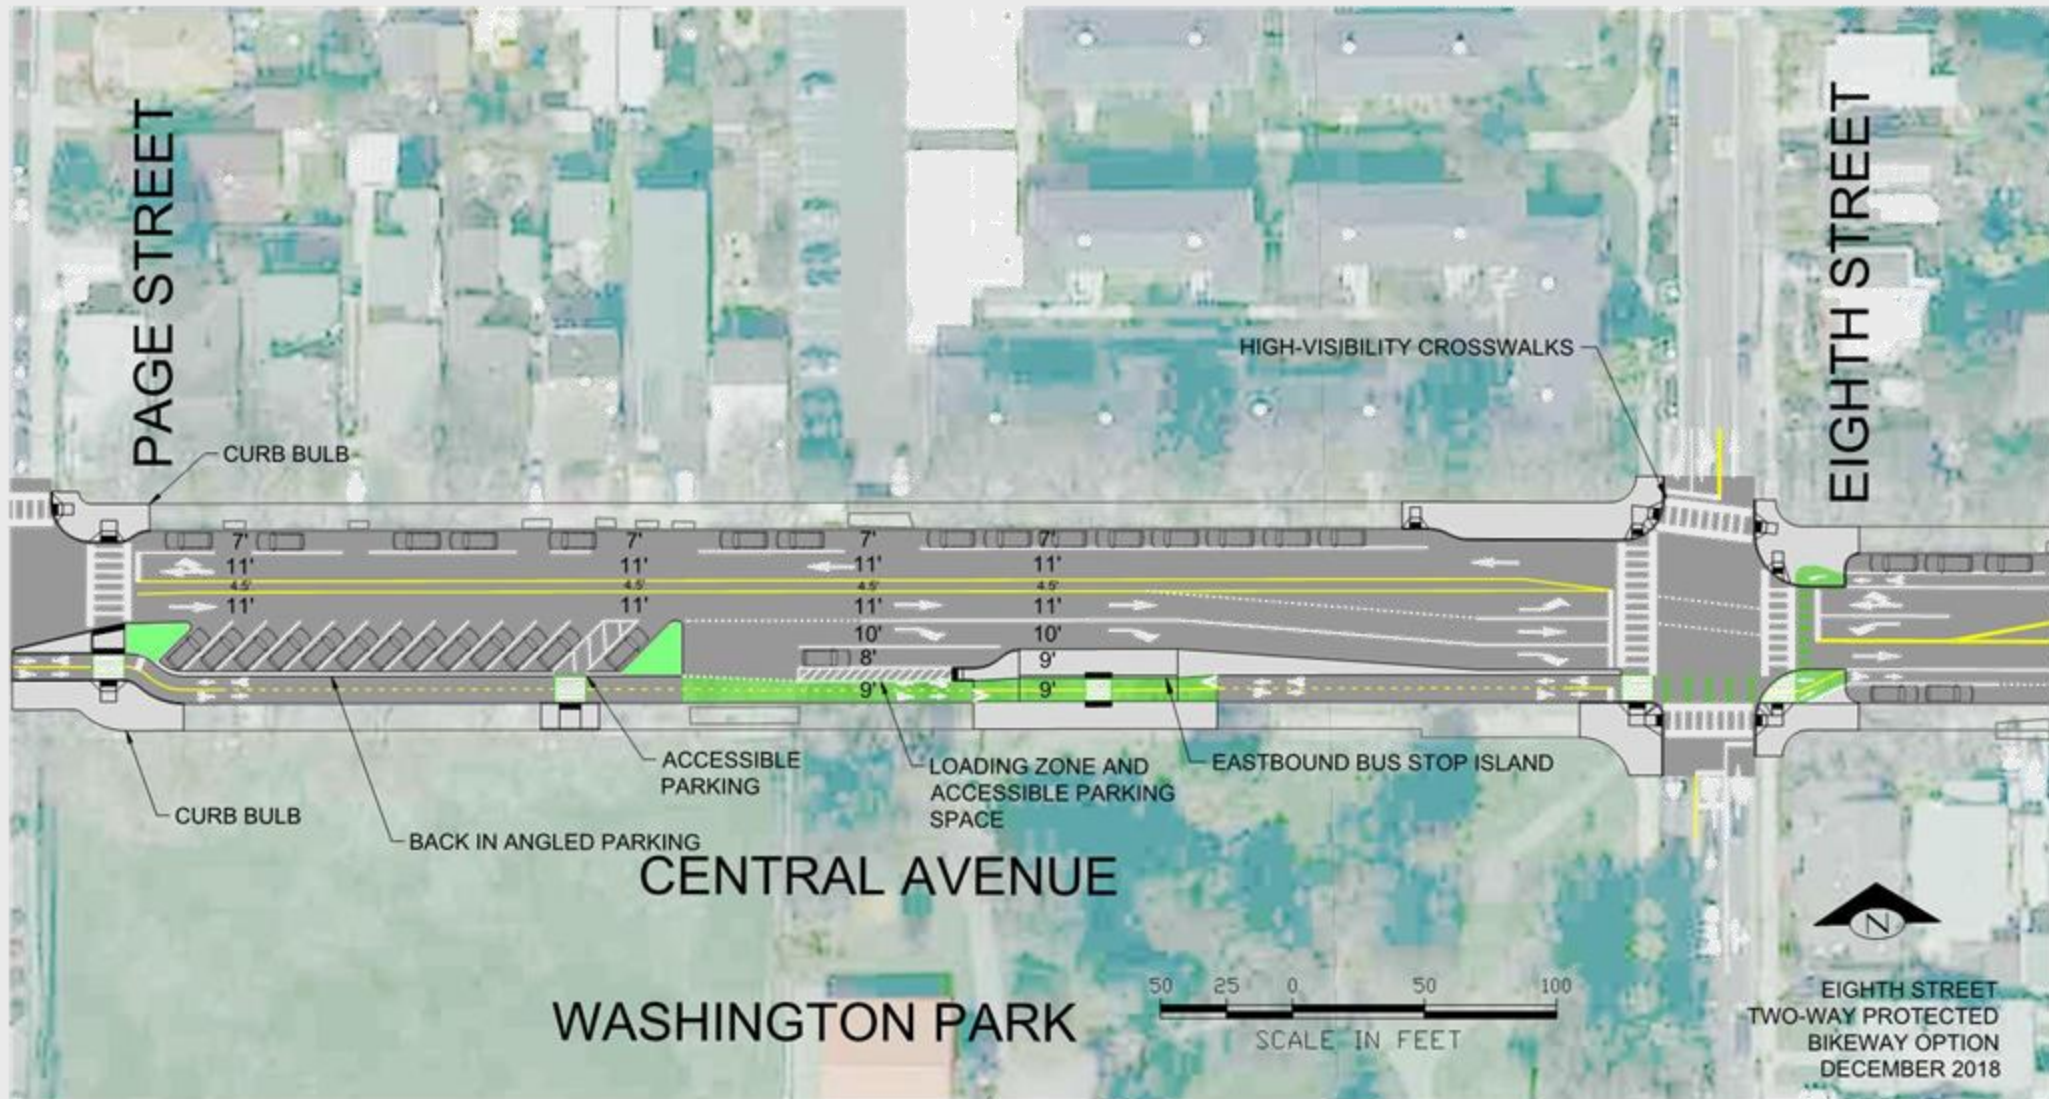 PAGE STREET
EIGHTH STREET
HIGH-VISIBILITY CROSSWALKS
CURB BULB
7' 7' 7' 7'
11' 11' 11' 11'
4.5' 4.5' 4.5' 4.5'
11' 11' 11' 11'
10' 10'
8' 9'
9' 9'
ACCESSIBLE
PARKING
LOADING ZONE AND
ACCESSIBLE PARKING
SPACE
EASTBOUND BUS STOP ISLAND
CURB BULB
BACK IN ANGLED PARKING
CENTRAL AVENUE
WASHINGTON PARK
50 25 0 50 100
SCALE IN FEET
N
EIGHTH STREET
TWO-WAY PROTECTED
BIKEWAY OPTION
DECEMBER 2018